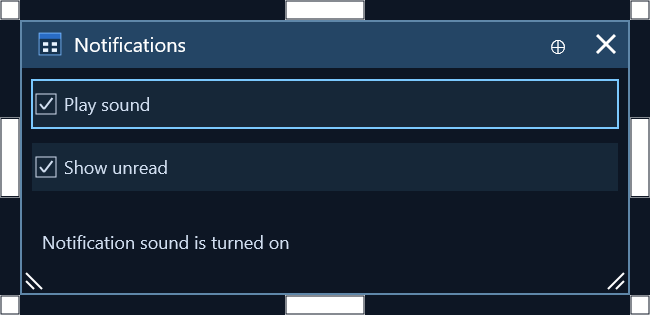 Notifications
Play sound
Show unread
Notification sound is turned on